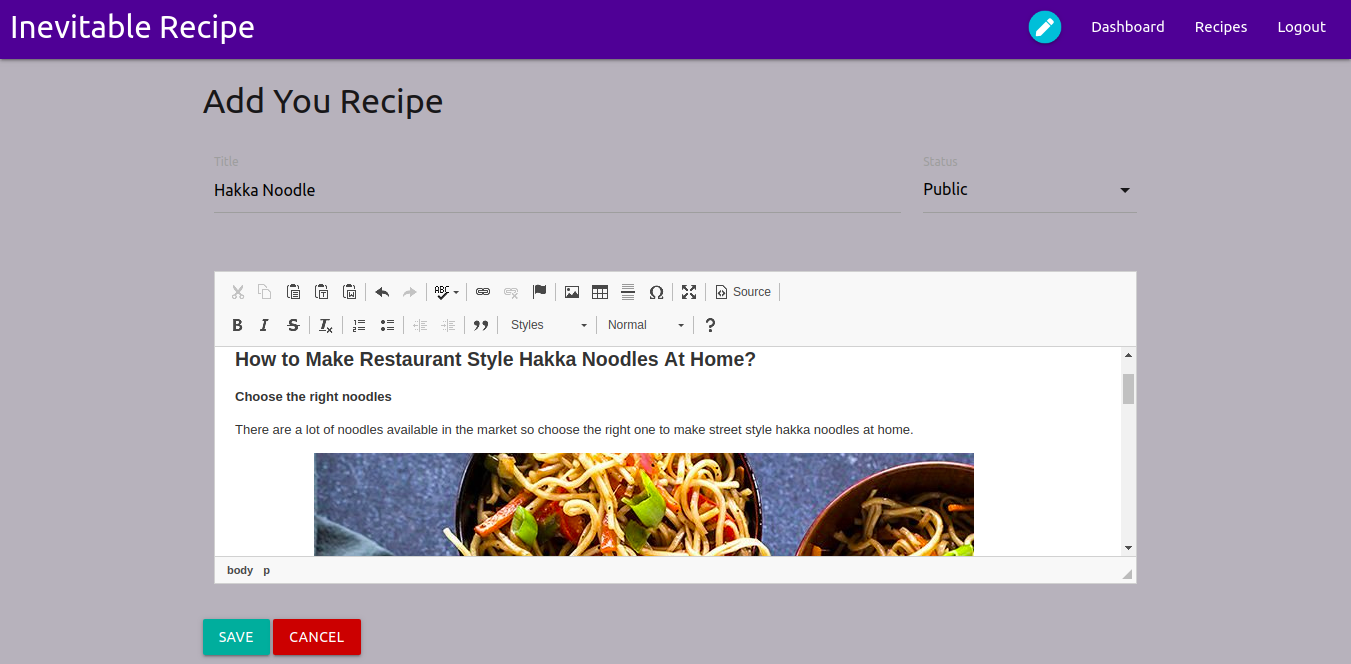 Inevitable Recipe
Dashboard Recipes Logout
Add You Recipe
Title
Status
Hakka Noodle
Public
ABC
Source
B I S Ix
Styles
Normal
?
How to Make Restaurant Style Hakka Noodles At Home?
Choose the right noodles
There are a lot of noodles available in the market so choose the right one to make street style hakka noodles at home.
body p
SAVE CANCEL